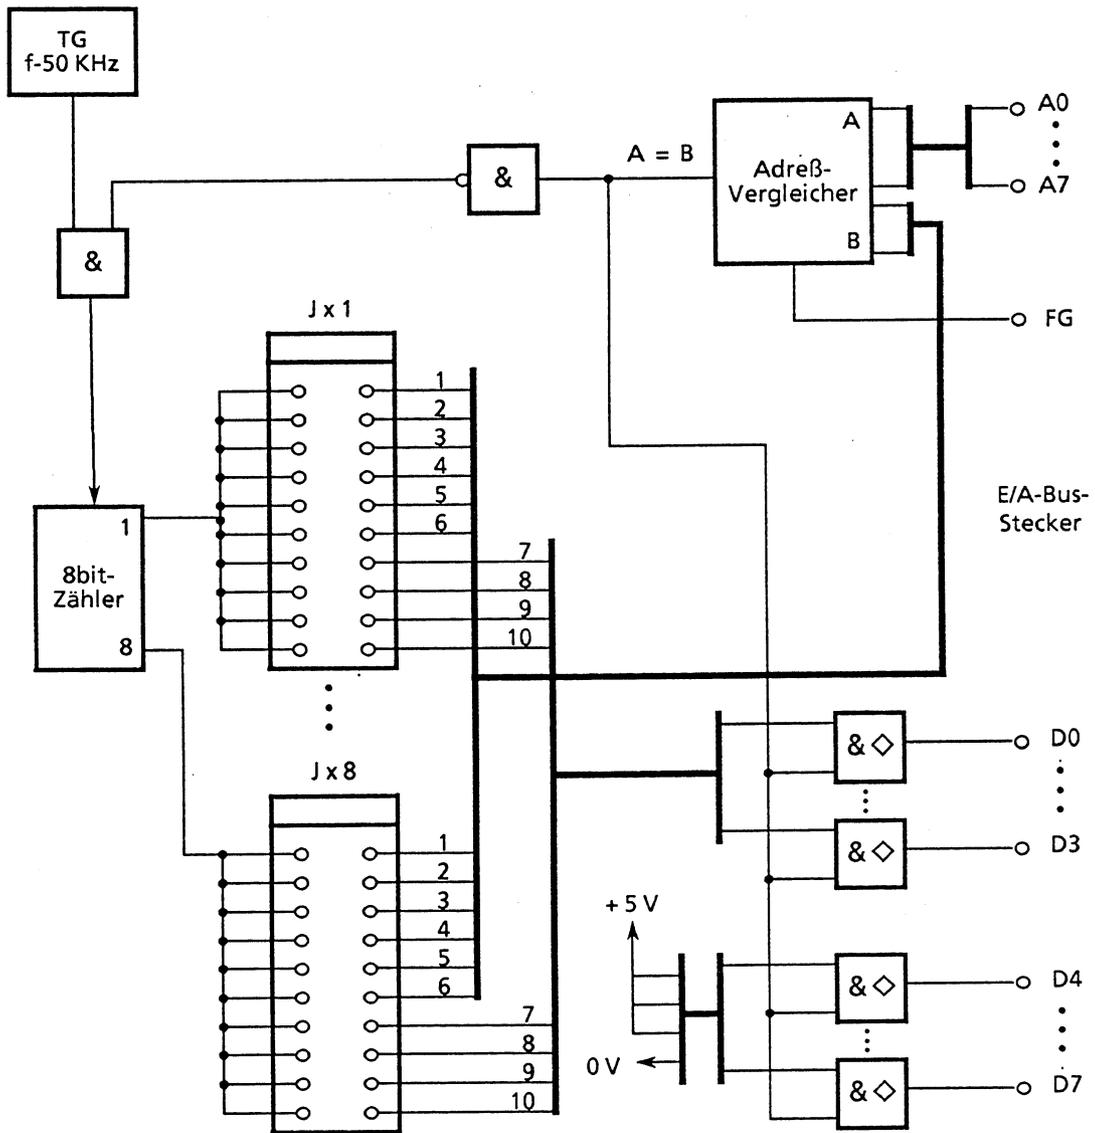 TG
f-50 KHz
&
A = B
&
A
Adreß-
Vergleicher
B
A0
A7
FG
&
J x 1
1
2
3
4
5
6
7
8
9
10
E/A-Bus-
Stecker
1
8bit-
Zähler
8
J x 8
1
2
3
4
5
6
7
8
9
10
& ◇
D0
& ◇
D3
+ 5 V
0 V
& ◇
D4
& ◇
D7